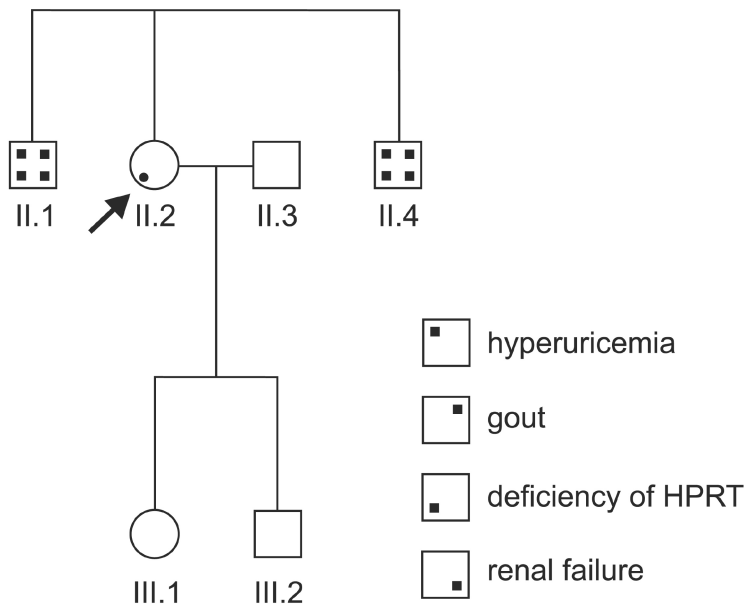 II.1 II.2 II.3 II.4
hyperuricemia
gout
deficiency of HPRT
renal failure
III.1 III.2